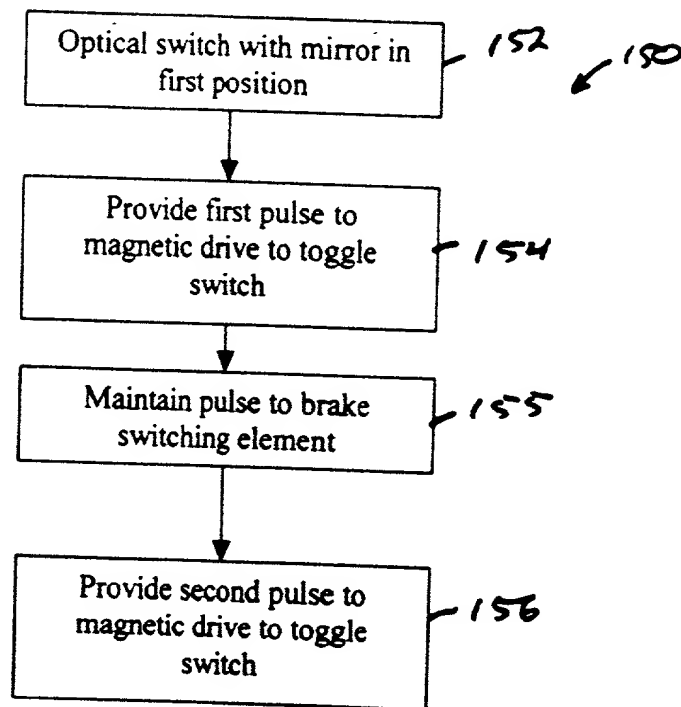 Optical switch with mirror in
first position
152
150
Provide first pulse to
magnetic drive to toggle
switch
154
Maintain pulse to brake
switching element
155
Provide second pulse to
magnetic drive to toggle
switch
156